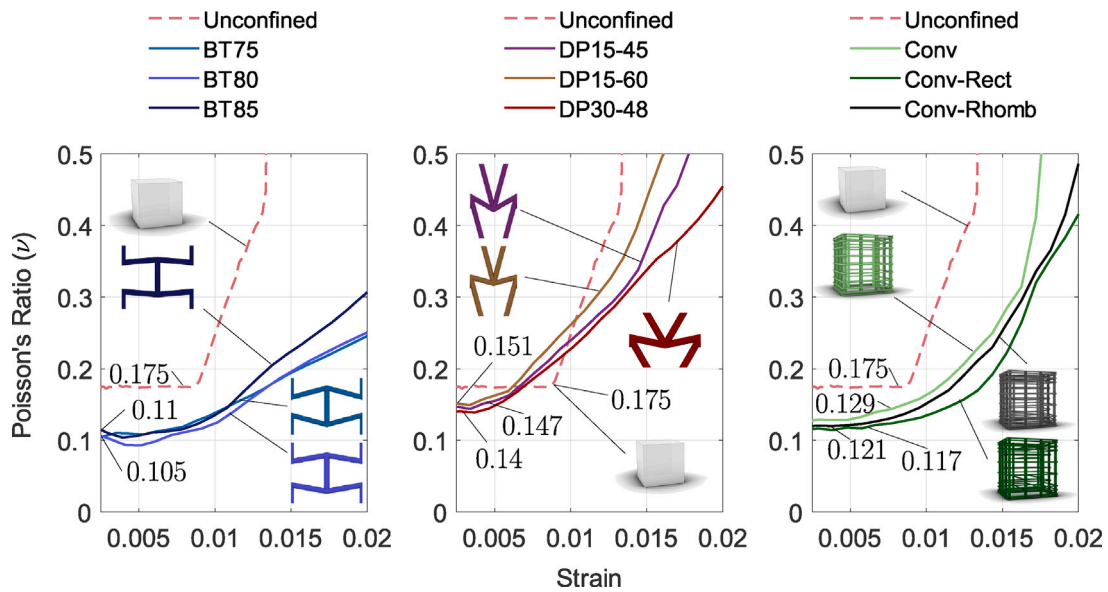 Unconfined
BT75
BT80
BT85
Unconfined
DP15-45
DP15-60
DP30-48
Unconfined
Conv
Conv-Rect
Conv-Rhomb
Poisson's Ratio (ν)
0.5
0.4
0.3
0.2
0.1
0
0.175
0.11
0.105
0.005
0.01
0.015
0.02
0.5
0.4
0.3
0.2
0.1
0
0.151
0.147
0.14
0.175
0.005
0.01
0.015
0.02
0.5
0.4
0.3
0.2
0.1
0
0.175
0.129
0.121
0.117
0.005
0.01
0.015
0.02
Strain